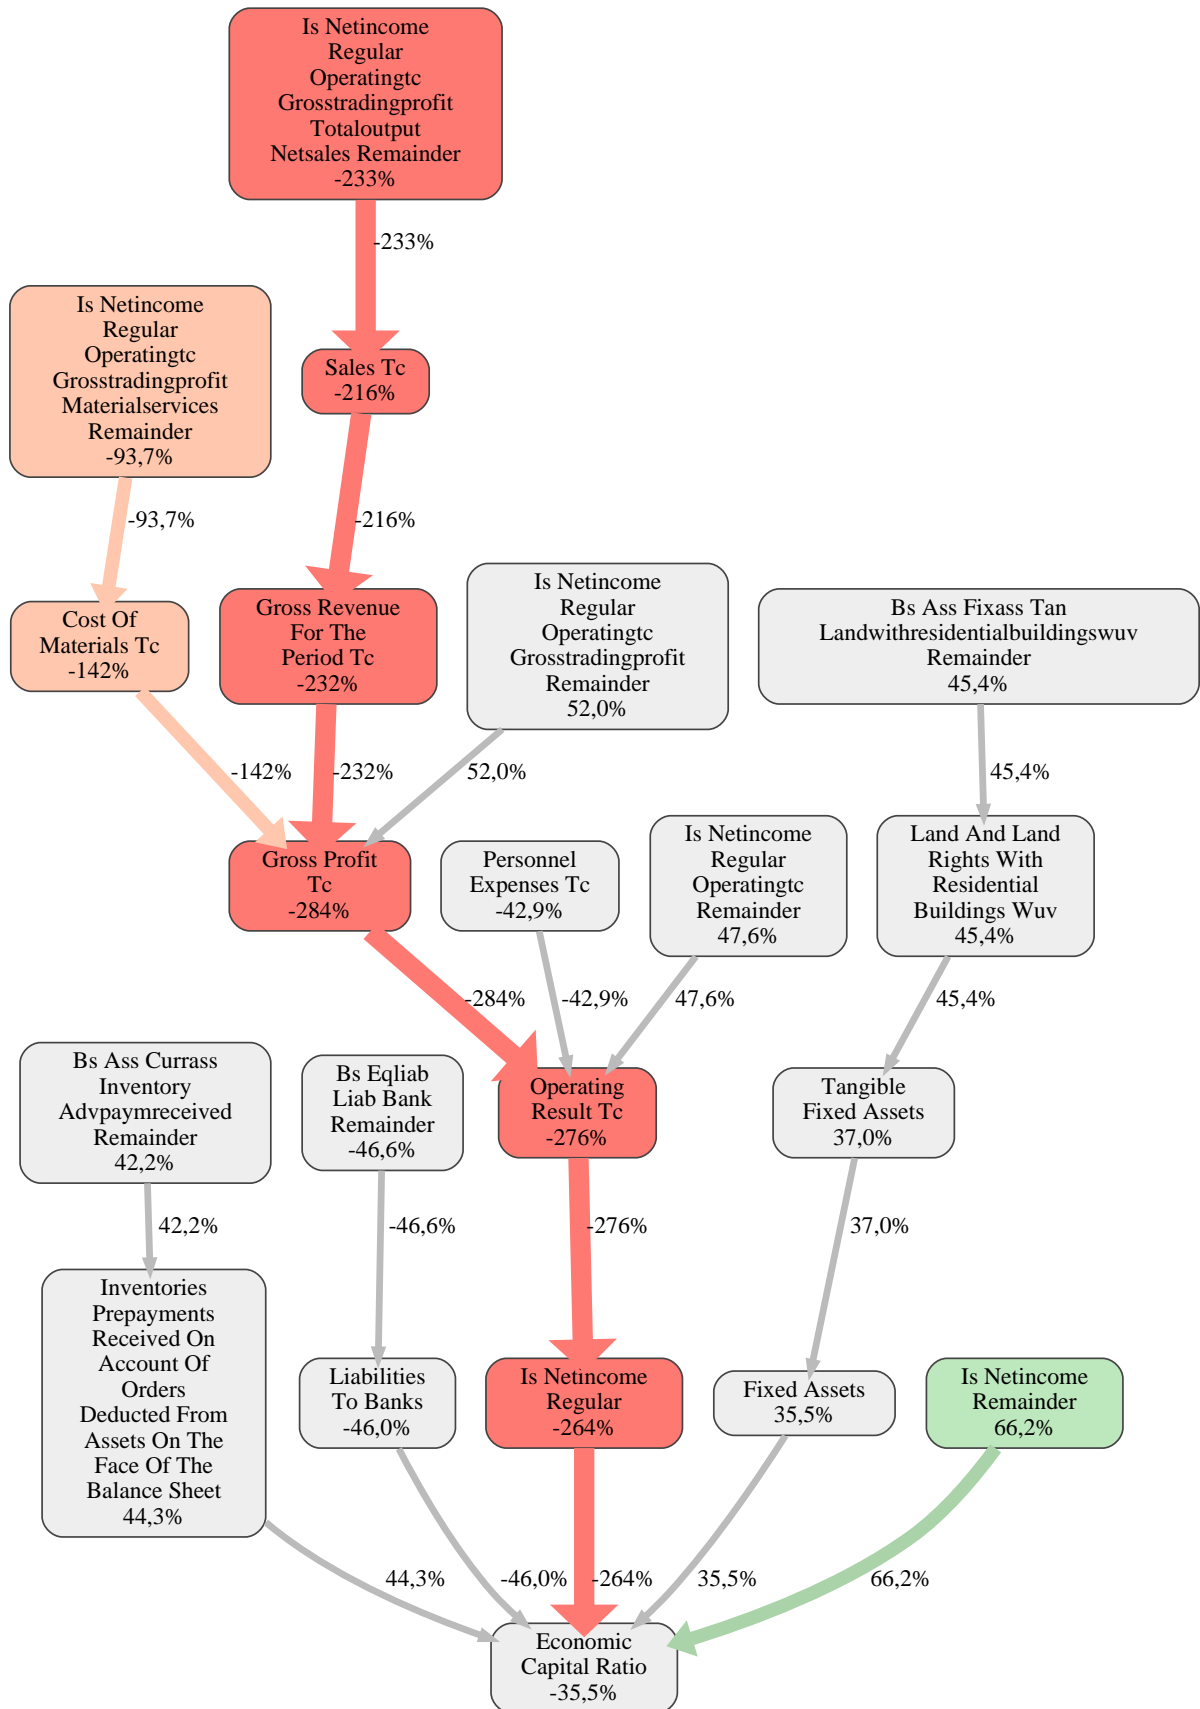 Is Netincome
Regular
Operatingtc
Grosstradingprofit
Totaloutput
Netsales Remainder
-233%
-233%
Is Netincome
Regular
Operatingtc
Grosstradingprofit
Materialservices
Remainder
-93,7%
Sales Tc
-216%
-93,7%
-216%
Cost Of
Materials Tc
-142%
Gross Revenue
For The
Period Tc
-232%
Is Netincome
Regular
Operatingtc
Grosstradingprofit
Remainder
52,0%
Bs Ass Fixass Tan
Landwithresidentialbuildingswuv
Remainder
45,4%
-142%
-232%
52,0%
45,4%
Gross Profit
Tc
-284%
Personnel
Expenses Tc
-42,9%
Is Netincome
Regular
Operatingtc
Remainder
47,6%
Land And Land
Rights With
Residential
Buildings Wuv
45,4%
-284%
-42,9%
47,6%
45,4%
Bs Ass Currass
Inventory
Advpaymreceived
Remainder
42,2%
Bs Eqliab
Liab Bank
Remainder
-46,6%
Operating
Result Tc
-276%
Tangible
Fixed Assets
37,0%
42,2%
-46,6%
-276%
37,0%
Inventories
Prepayments
Received On
Account Of
Orders
Deducted From
Assets On The
Face Of The
Balance Sheet
44,3%
Liabilities
To Banks
-46,0%
Is Netincome
Regular
-264%
Fixed Assets
35,5%
Is Netincome
Remainder
66,2%
44,3%
-46,0%
-264%
35,5%
66,2%
Economic
Capital Ratio
-35,5%